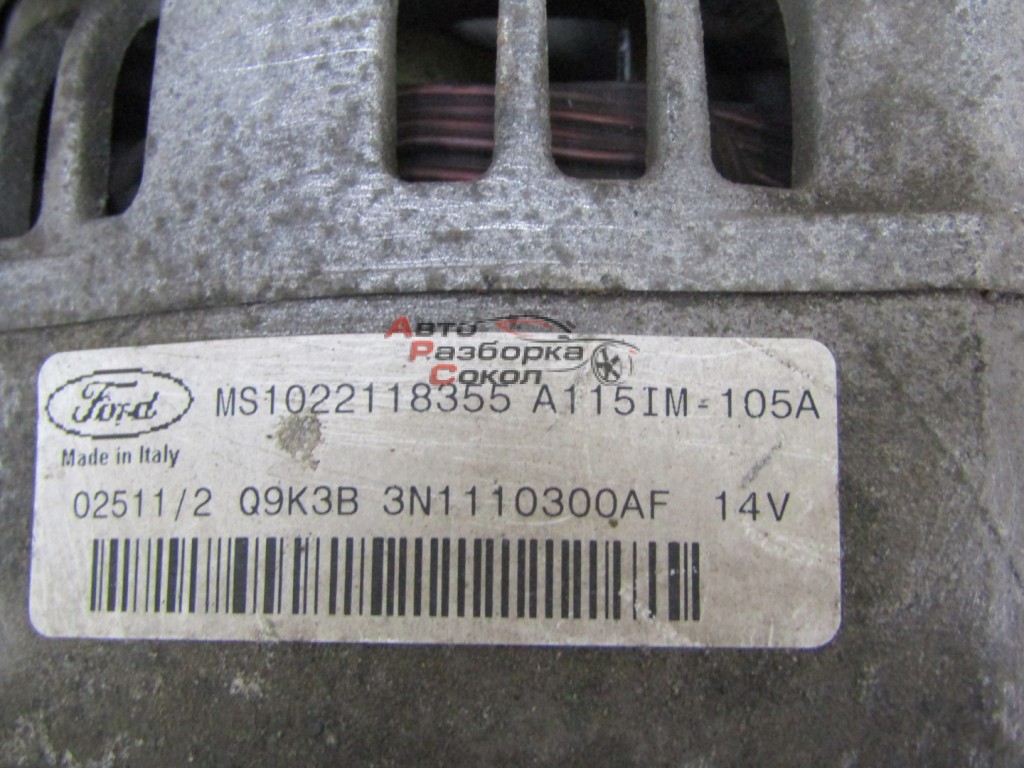 Авто
Разборка
Сокол
Ford
MS1022118355 A115IM-105A
Made in Italy
02511/2 Q9K3B 3N1110300AF 14V